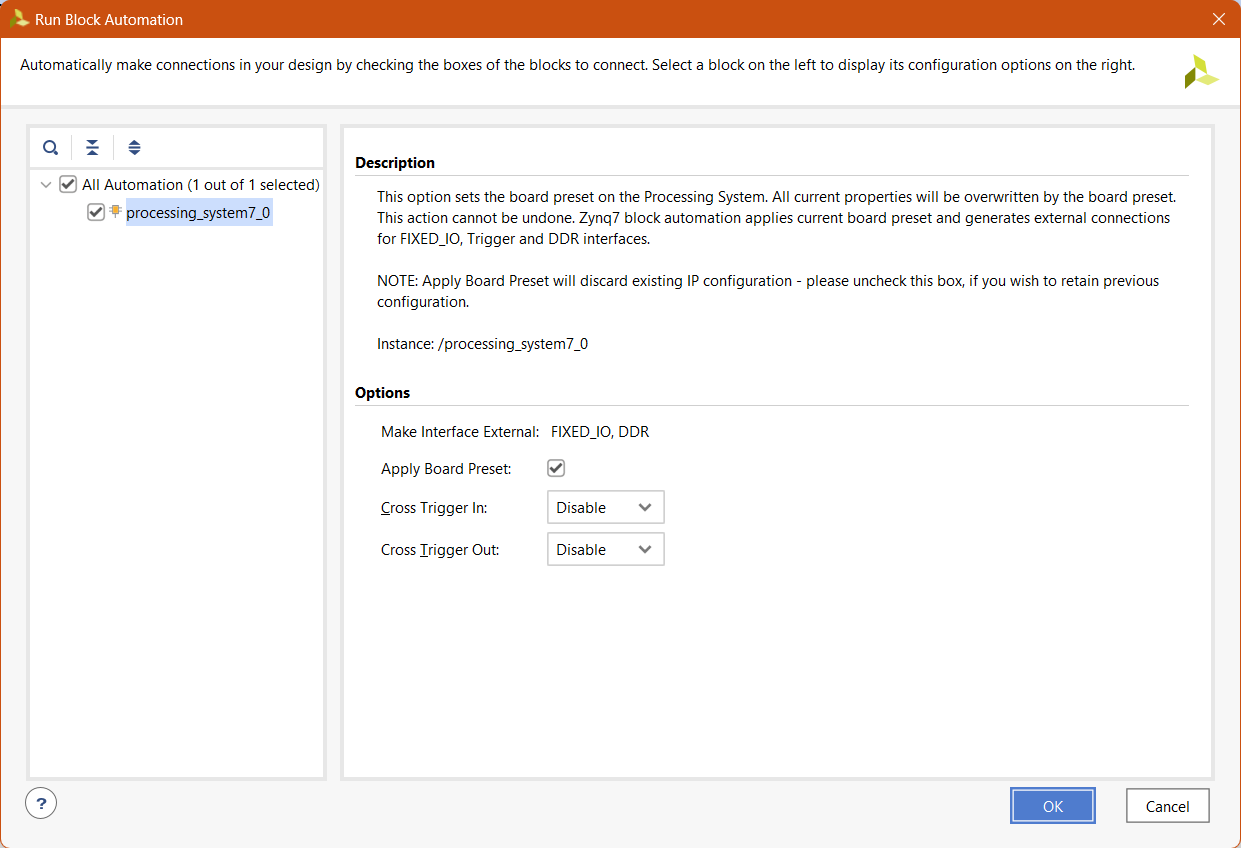 Run Block Automation
Automatically make connections in your design by checking the boxes of the blocks to connect. Select a block on the left to display its configuration options on the right.
All Automation (1 out of 1 selected)
processing_system7_0
Description
This option sets the board preset on the Processing System. All current properties will be overwritten by the board preset.
This action cannot be undone. Zynq7 block automation applies current board preset and generates external connections
for FIXED_IO, Trigger and DDR interfaces.
NOTE: Apply Board Preset will discard existing IP configuration - please uncheck this box, if you wish to retain previous
configuration.
Instance: /processing_system7_0
Options
Make Interface External: FIXED_IO, DDR
Apply Board Preset:
Cross Trigger In: Disable
Cross Trigger Out: Disable
?
OK
Cancel